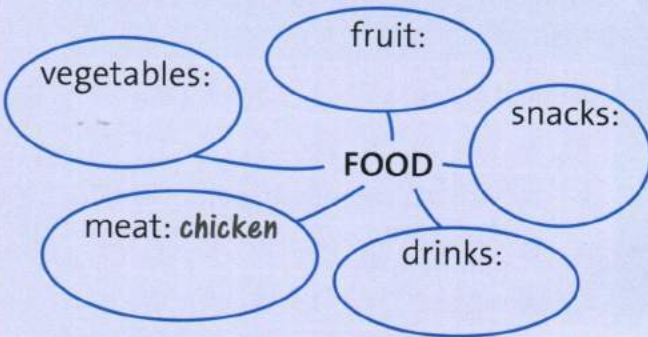 fruit:
vegetables:
snacks:
FOOD
meat: chicken
drinks: